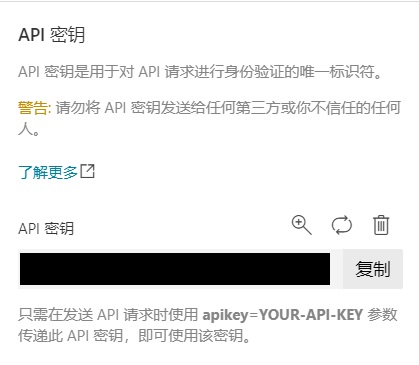 API 密钥
API 密钥是用于对 API 请求进行身份验证的唯一标识符。
警告: 请勿将 API 密钥发送给任何第三方或你不信任的任何
人。
了解更多
API 密钥
复制
只需在发送 API 请求时使用 apikey=YOUR-API-KEY 参数
传递此 API 密钥，即可使用该密钥。